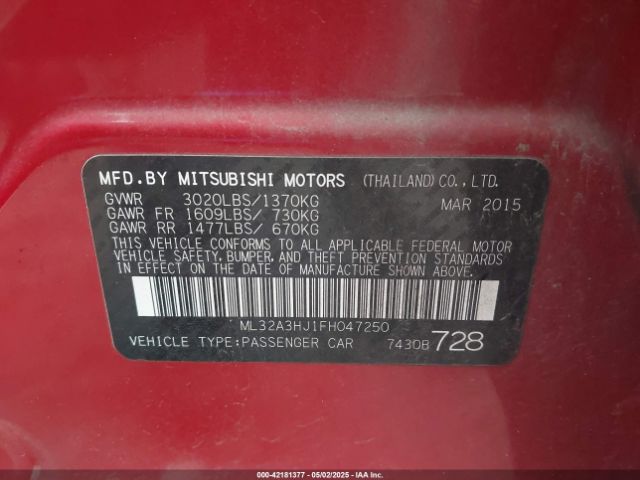 MFD.BY MITSUBISHI MOTORS (THAILAND)CO.,LTD.
GVWR 3020LBS/1370KG MAR 2015
GAWR FR 1609LBS/ 730KG
GAWR RR 1477LBS/ 670KG
THIS VEHICLE CONFORMS TO ALL APPLICABLE FEDERAL MOTOR
VEHICLE SAFETY, BUMPER, AND THEFT PREVENTION STANDARDS
IN EFFECT ON THE DATE OF MANUFACTURE SHOWN ABOVE.
ML32A3HJ1FH047250
VEHICLE TYPE:PASSENGER CAR 7430B 728
000-42181377 - 05/02/2025 - IAAI.COM